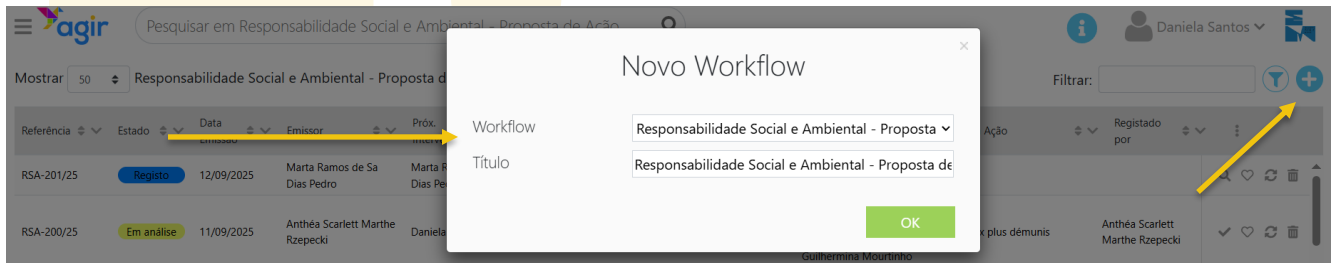 agir
Pesquisar em Responsabilidade Social e Ambiental - Proposta de Ação
Daniela Santos
Mostrar 50 Responsabilidade Social e Ambiental - Proposta d
Filtrar:
Novo Workflow
×
Workflow
Responsabilidade Social e Ambiental - Proposta
Título
Responsabilidade Social e Ambiental - Proposta de
OK
Referência Estado Data Emissão Emissor Próx. Ação Registado por
RSA-201/25 Registo 12/09/2025 Marta Ramos de Sa Dias Pedro Marta R Dias Pe
RSA-200/25 Em análise 11/09/2025 Anthéa Scarlett Marthe Rzepecki Daniela Guilhermina Mourtinho x plus démunis Anthéa Scarlett Marthe Rzepecki